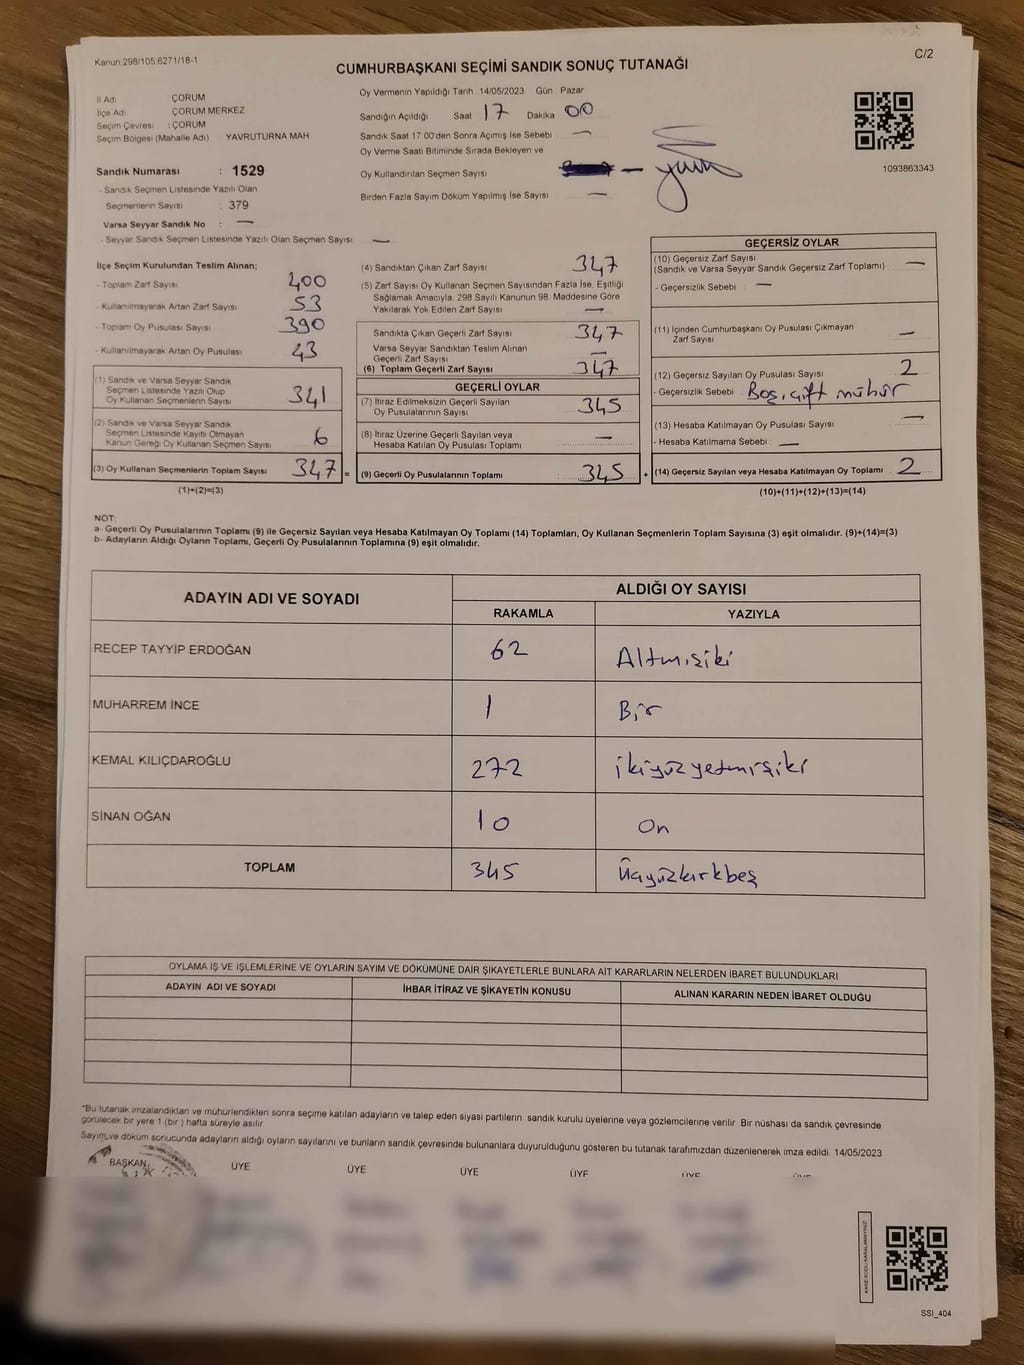 Kanun:298/105.6271/18-1
C/2
CUMHURBAŞKANI SEÇİMİ SANDIK SONUÇ TUTANAĞI
İl Adı ÇORUM
İlçe Adı : ÇORUM MERKEZ
Seçim Çevresi : ÇORUM
Seçim Bölgesi (Mahalle Adı) YAVRUTURNA MAH
Sandık Numarası : 1529
- Sandık Seçmen Listesinde Yazılı Olan
Seçmenlerin Sayısı : 379
Varsa Seyyar Sandık No : —
- Seyyar Sandık Seçmen Listesinde Yazılı Olan Seçmen Sayısı —
Oy Vermenin Yapıldığı Tarih 14/05/2023 Gün : Pazar
Sandığın Açıldığı Saat 17 Dakika 00
Sandık Saat 17:00'den Sonra Açımış İse Sebebi —
Oy Verme Saati Bitiminde Sırada Bekleyen ve
Oy Kullandırılan Seçmen Sayısı —
Birden Fazla Sayım Döküm Yapılmış İse Sayısı —
1093863343
İlçe Seçim Kurulundan Teslim Alınan;
- Toplam Zarf Sayısı 400
- Kullanılmayarak Artan Zarf Sayısı 53
- Toplam Oy Pusulası Sayısı 390
- Kullanılmayarak Artan Oy Pusulası 43
(1) Sandık ve Varsa Seyyar Sandık
Seçmen Listesinde Yazılı Olup
Oy Kullanan Seçmenlerin Sayısı 341
(2) Sandık ve Varsa Seyyar Sandık
Seçmen Listesinde Kayıtlı Olmayan
Kanun Gereği Oy Kullanan Seçmen Sayısı 6
(3) Oy Kullanan Seçmenlerin Toplam Sayısı 347 =
(1)+(2)=(3)
(4) Sandıktan Çıkan Zarf Sayısı 347
(5) Zarf Sayısı Oy Kullanan Seçmen Sayısından Fazla İse, Eşitliği
Sağlamak Amacıyla, 298 Sayılı Kanunun 98. Maddesine Göre
Yakılarak Yok Edilen Zarf Sayısı —
Sandıkta Çıkan Geçerli Zarf Sayısı 347
Varsa Seyyar Sandıktan Teslim Alınan
Geçerli Zarf Sayısı —
(6) Toplam Geçerli Zarf Sayısı 347
GEÇERLİ OYLAR
(7) İtiraz Edilmeksizin Geçerli Sayılan
Oy Pusulalarının Sayısı 345
(8) İtiraz Üzerine Geçerli Sayılan veya
Hesaba Katılan Oy Pusulası Toplamı —
(9) Geçerli Oy Pusulalarının Toplamı : 345 +
GEÇERSİZ OYLAR
(10) Geçersiz Zarf Sayısı —
(Sandık ve Varsa Seyyar Sandık Geçersiz Zarf Toplamı)
- Geçersizlik Sebebi : —
(11) İçinden Cumhurbaşkanı Oy Pusulası Çıkmayan
Zarf Sayısı —
(12) Geçersiz Sayılan Oy Pusulası Sayısı 2
- Geçersizlik Sebebi : Boş, çift mühür
(13) Hesaba Katılmayan Oy Pusulası Sayısı —
- Hesaba Katılmama Sebebi : —
(14) Geçersiz Sayılan veya Hesaba Katılmayan Oy Toplamı : 2
(10)+(11)+(12)+(13)=(14)
NOT:
a- Geçerli Oy Pusulalarının Toplamı (9) ile Geçersiz Sayılan veya Hesaba Katılmayan Oy Toplamı (14) Toplamları, Oy Kullanan Seçmenlerin Toplam Sayısına (3) eşit olmalıdır. (9)+(14)=(3)
b- Adayların Aldığı Oyların Toplamı, Geçerli Oy Pusulalarının Toplamına (9) eşit olmalıdır.
ADAYIN ADI VE SOYADI
ALDIĞI OY SAYISI
RAKAMLA YAZIYLA
RECEP TAYYİP ERDOĞAN 62 Altmışiki
MUHARREM İNCE 1 Bir
KEMAL KILIÇDAROĞLU 272 ikiyüzyetmişiki
SİNAN OĞAN 10 On
TOPLAM 345 Üçyüzkırkbeş
OYLAMA İŞ VE İŞLEMLERİNE VE OYLARIN SAYIM VE DÖKÜMÜNE DAİR ŞİKAYETLERLE BUNLARA AİT KARARLARIN NELERDEN İBARET BULUNDUKLARI
ADAYIN ADI VE SOYADI İHBAR İTİRAZ VE ŞİKAYETİN KONUSU ALINAN KARARIN NEDEN İBARET OLDUĞU
*Bu tutanak imzalandıktan ve mühürlendikten sonra seçime katılan adayların ve talep eden siyasi partilerin sandık kurulu üyelerine veya gözlemcilerine verilir. Bir nüshası da sandık çevresinde
görülecek bir yere 1 (bir) hafta süreyle asılır
Sayım ve döküm sonucunda adayların aldığı oyların sayılarını ve bunların sandık çevresinde bulunanlara duyurulduğunu gösteren bu tutanak tarafımızdan düzenlenerek imza edildi. 14/05/2023
BAŞKAN ÜYE ÜYE ÜYE ÜYE ÜYE ÜYE
KARE KODU KARALAMAYINIZ!
SSI_404